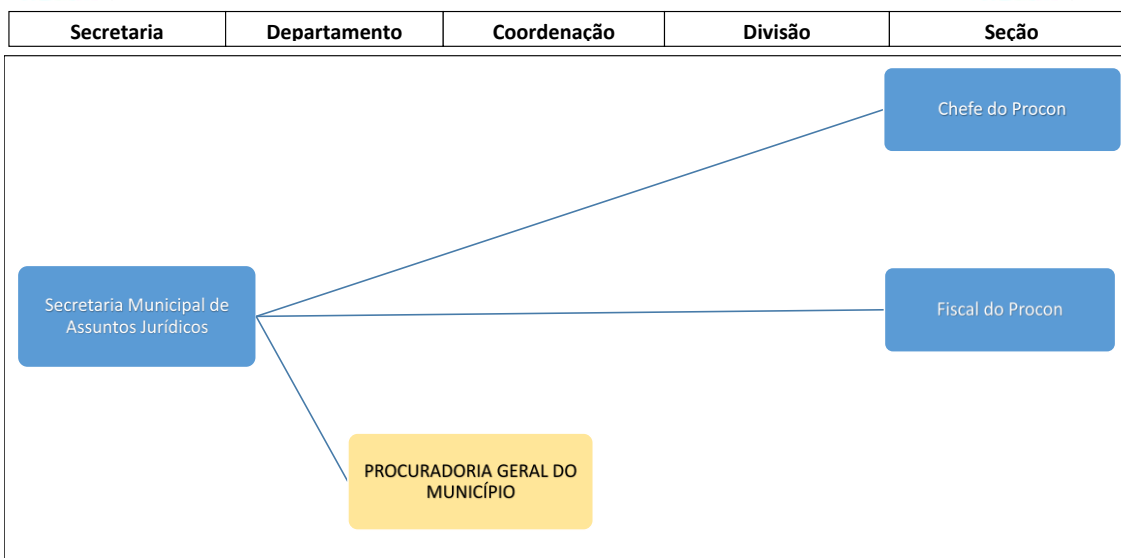 Secretaria Departamento Coordenação Divisão Seção
Chefe do Procon
Secretaria Municipal de
Assuntos Jurídicos
Fiscal do Procon
PROCURADORIA GERAL DO
MUNICÍPIO